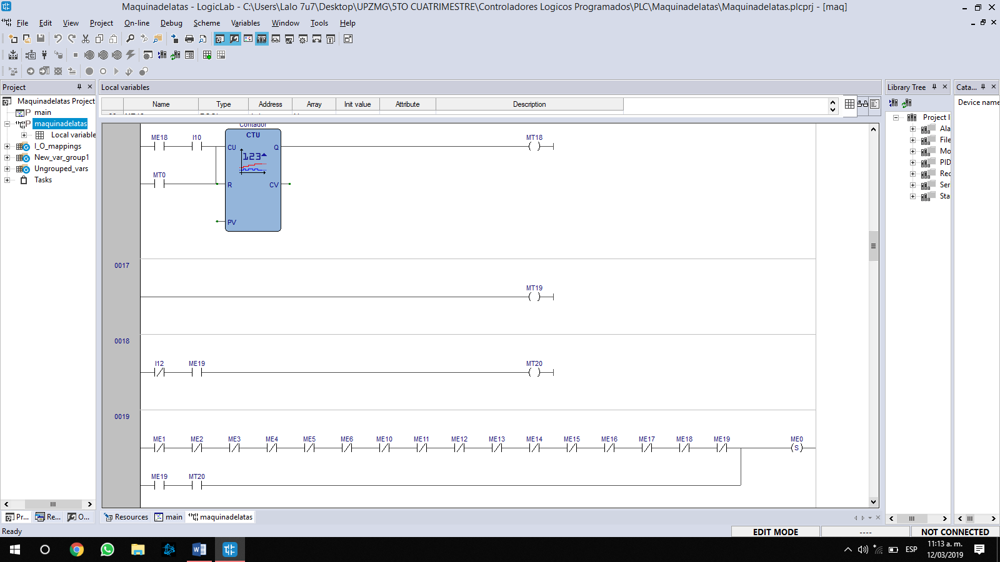 Maquinadelatas - LogicLab - C:\Users\Lalo 7u7\Desktop\UPZMG\5TO CUATRIMESTRE\Controladores Logicos Programados\PLC\Maquinadelatas\Maquinadelatas.plcprj - [maq]
File Edit View Project On-line Debug Scheme Variables Window Tools Help
Project
Maquinadelatas Project
main
maquinadelatas
Local variable
I_O_mappings
New_var_group1
Ungrouped_vars
Tasks
Local variables
Name Type Address Array Init value Attribute Description
Contador
CTU
ME18 I10 CU Q MT18
123
MT0 R CV
PV
0017
MT19
0018
I12 ME19 MT20
0019
ME1 ME2 ME3 ME4 ME5 ME6 ME10 ME11 ME12 ME13 ME14 ME15 ME16 ME17 ME18 ME19 ME0
(S)
ME19 MT20
Library Tree
Project l
Ala
File
Mo
PID
Rec
Ser
Sta
Cata...
Device name
Pr... Re... O...
Resources main maquinadelatas
Ready EDIT MODE ---- NOT CONNECTED
ESP
11:13 a. m.
12/03/2019